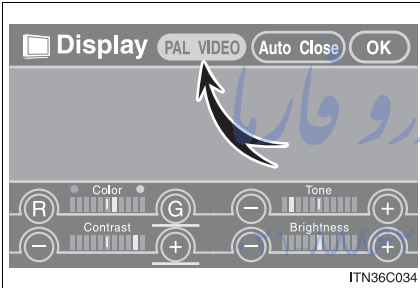 Display PAL VIDEO Auto Close OK
Color Tone
R G − +
Contrast Brightness
− + − +
ITN36C034